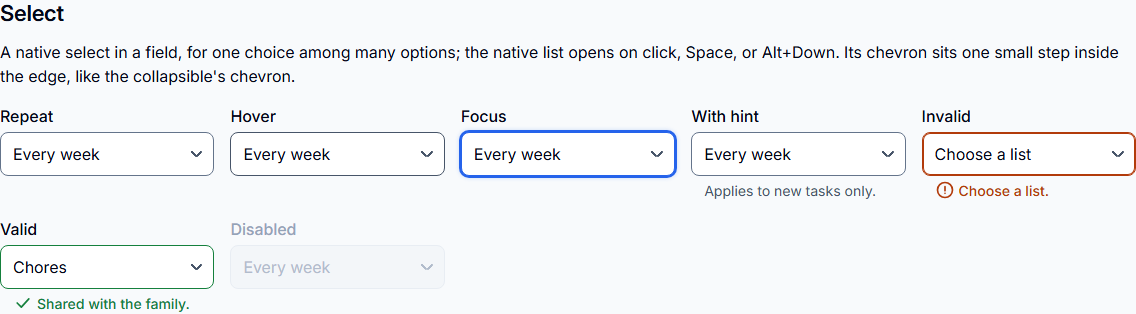 Select
A native select in a field, for one choice among many options; the native list opens on click, Space, or Alt+Down. Its chevron sits one small step inside
the edge, like the collapsible's chevron.
Repeat Hover Focus With hint Invalid
Every week Every week Every week Every week Choose a list
Applies to new tasks only. Choose a list.
Valid Disabled
Chores Every week
Shared with the family.